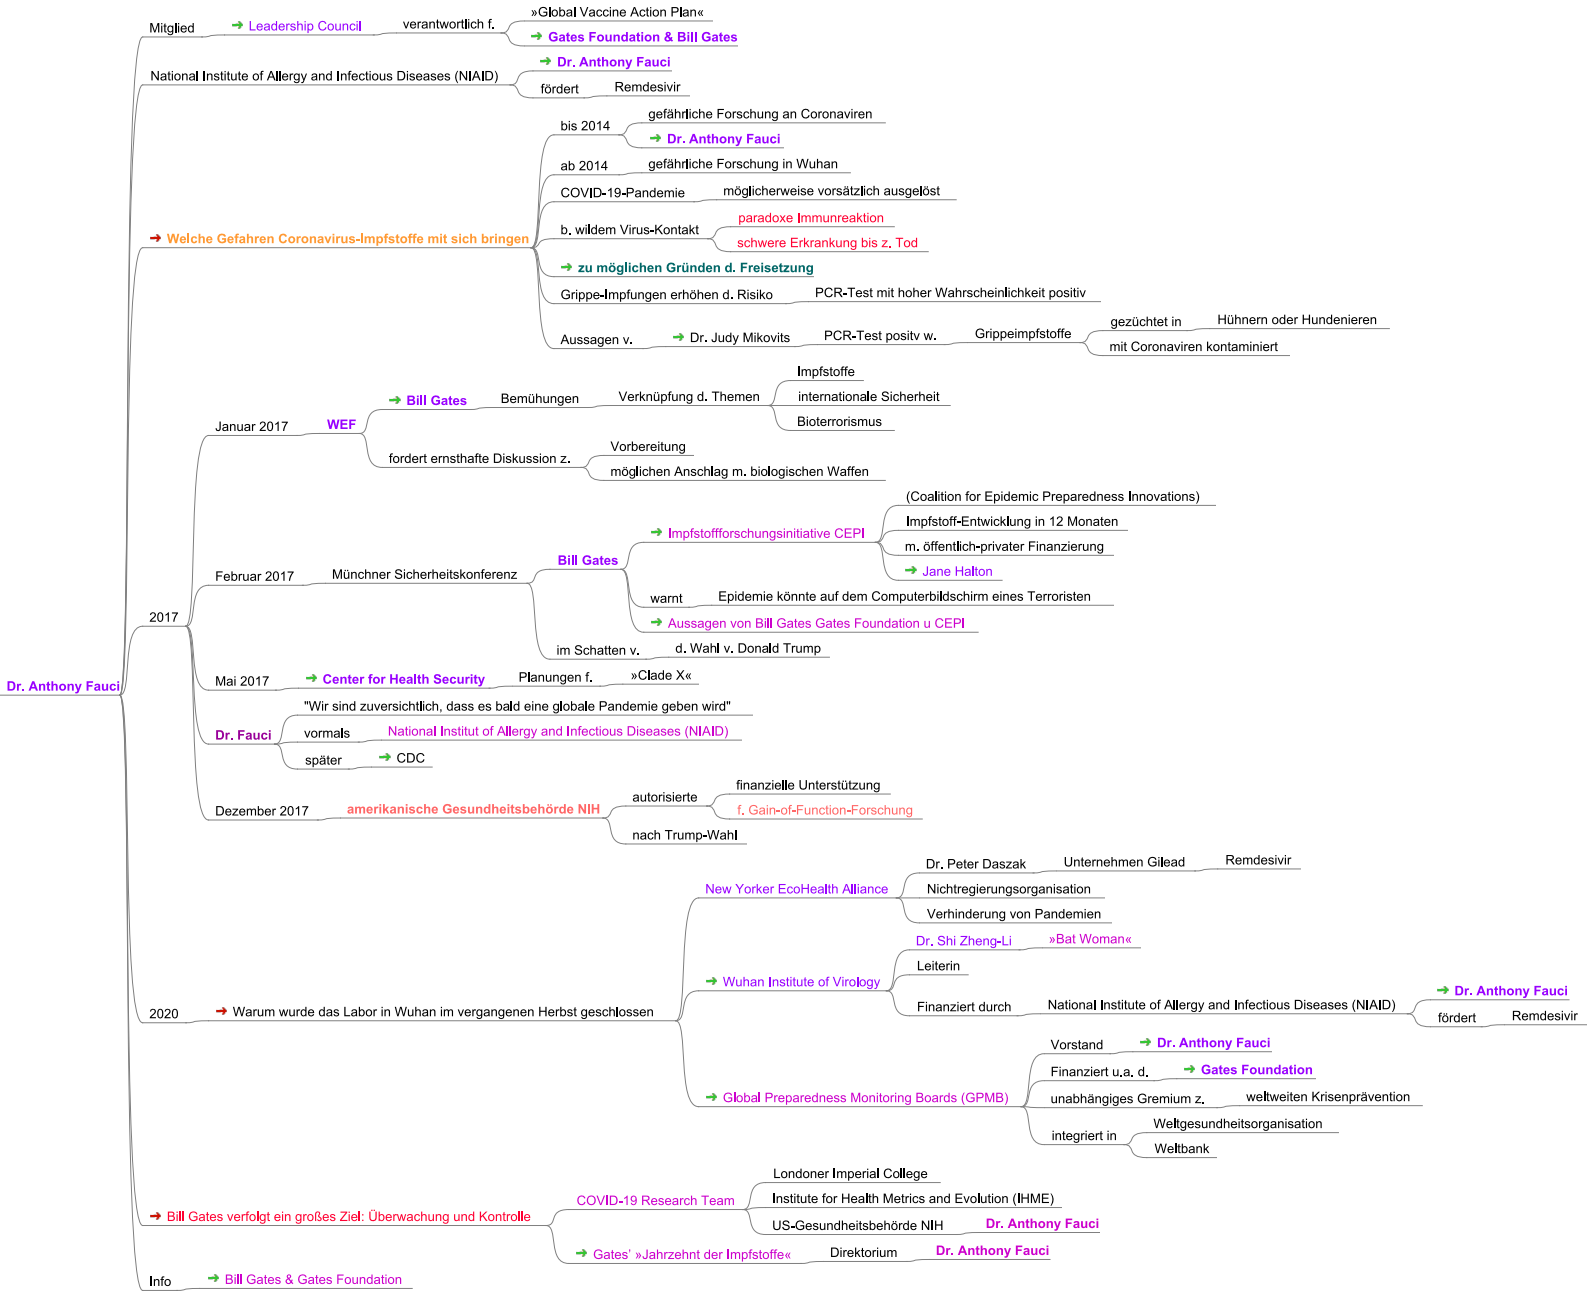 Dr. Anthony Fauci
Mitglied
➜ Leadership Council
verantwortlich f.
»Global Vaccine Action Plan«
➜ Gates Foundation & Bill Gates
National Institute of Allergy and Infectious Diseases (NIAID)
➜ Dr. Anthony Fauci
fördert
Remdesivir
➜ Welche Gefahren Coronavirus-Impfstoffe mit sich bringen
bis 2014
gefährliche Forschung an Coronaviren
➜ Dr. Anthony Fauci
ab 2014
gefährliche Forschung in Wuhan
COVID-19-Pandemie
möglicherweise vorsätzlich ausgelöst
b. wildem Virus-Kontakt
paradoxe Immunreaktion
schwere Erkrankung bis z. Tod
➜ zu möglichen Gründen d. Freisetzung
Grippe-Impfungen erhöhen d. Risiko
PCR-Test mit hoher Wahrscheinlichkeit positiv
Aussagen v.
➜ Dr. Judy Mikovits
PCR-Test positv w.
Grippeimpfstoffe
gezüchtet in
Hühnern oder Hundenieren
mit Coronaviren kontaminiert
2017
Januar 2017
WEF
➜ Bill Gates
Bemühungen
Verknüpfung d. Themen
Impfstoffe
internationale Sicherheit
Bioterrorismus
fordert ernsthafte Diskussion z.
Vorbereitung
möglichen Anschlag m. biologischen Waffen
Februar 2017
Münchner Sicherheitskonferenz
Bill Gates
➜ Impfstoffforschungsinitiative CEPI
(Coalition for Epidemic Preparedness Innovations)
Impfstoff-Entwicklung in 12 Monaten
m. öffentlich-privater Finanzierung
➜ Jane Halton
warnt
Epidemie könnte auf dem Computerbildschirm eines Terroristen
➜ Aussagen von Bill Gates Gates Foundation u CEPI
im Schatten v.
d. Wahl v. Donald Trump
Mai 2017
➜ Center for Health Security
Planungen f.
»Clade X«
Dr. Fauci
"Wir sind zuversichtlich, dass es bald eine globale Pandemie geben wird"
vormals
National Institut of Allergy and Infectious Diseases (NIAID)
später
➜ CDC
Dezember 2017
amerikanische Gesundheitsbehörde NIH
autorisierte
finanzielle Unterstützung
f. Gain-of-Function-Forschung
nach Trump-Wahl
2020
➜ Warum wurde das Labor in Wuhan im vergangenen Herbst geschlossen
New Yorker EcoHealth Alliance
Dr. Peter Daszak
Unternehmen Gilead
Remdesivir
Nichtregierungsorganisation
Verhinderung von Pandemien
➜ Wuhan Institute of Virology
Dr. Shi Zheng-Li
»Bat Woman«
Leiterin
Finanziert durch
National Institute of Allergy and Infectious Diseases (NIAID)
➜ Dr. Anthony Fauci
fördert
Remdesivir
➜ Global Preparedness Monitoring Boards (GPMB)
Vorstand
➜ Dr. Anthony Fauci
Finanziert u.a. d.
➜ Gates Foundation
unabhängiges Gremium z.
weltweiten Krisenprävention
integriert in
Weltgesundheitsorganisation
Weltbank
➜ Bill Gates verfolgt ein großes Ziel: Überwachung und Kontrolle
COVID-19 Research Team
Londoner Imperial College
Institute for Health Metrics and Evolution (IHME)
US-Gesundheitsbehörde NIH
Dr. Anthony Fauci
➜ Gates' »Jahrzehnt der Impfstoffe«
Direktorium
Dr. Anthony Fauci
Info
➜ Bill Gates & Gates Foundation